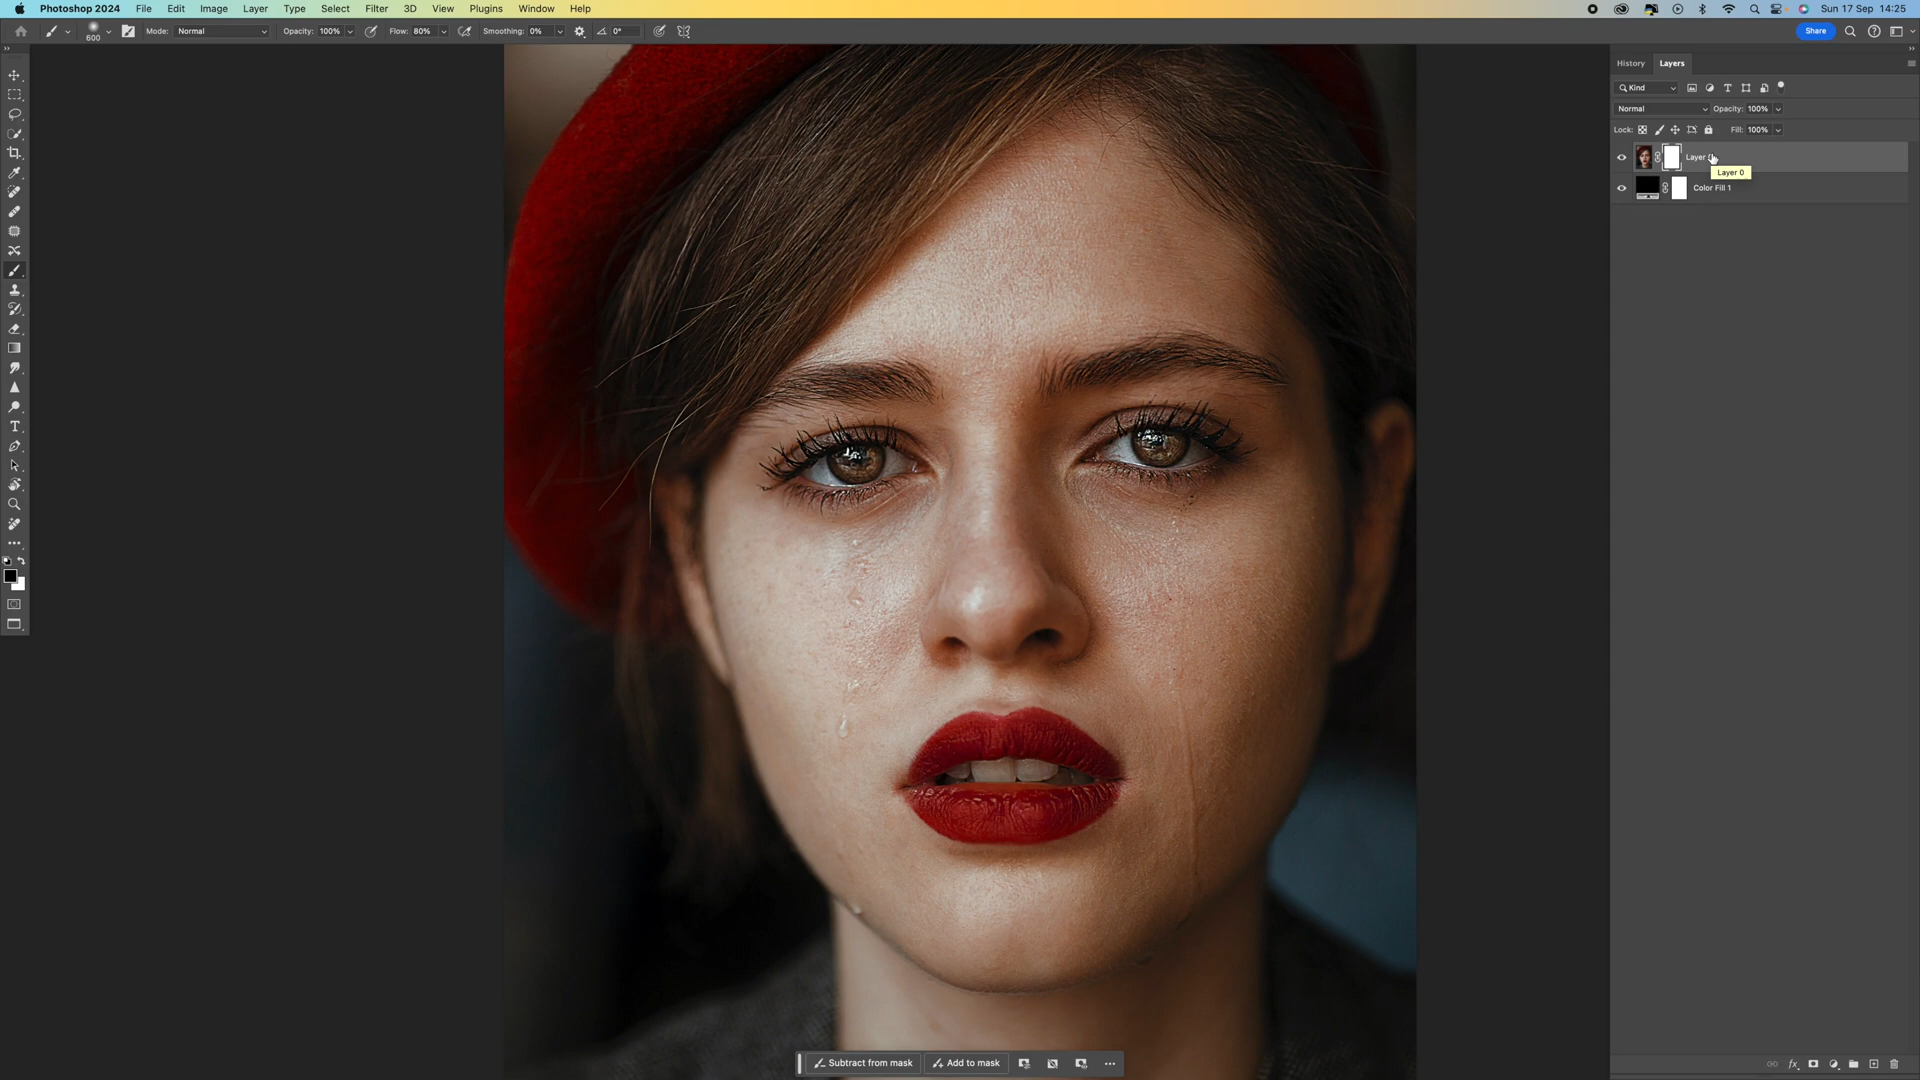 Photoshop 2024 File Edit Image Layer Type Select Filter 3D View Plugins Window Help Sun 17 Sep 14:25
600 Mode: Normal Opacity: 100% Flow: 80% Smoothing: 0% 0° Share
History Layers
Kind
Normal Opacity: 100%
Lock: Fill: 100%
Layer
Layer 0
Color Fill 1
Subtract from mask Add to mask